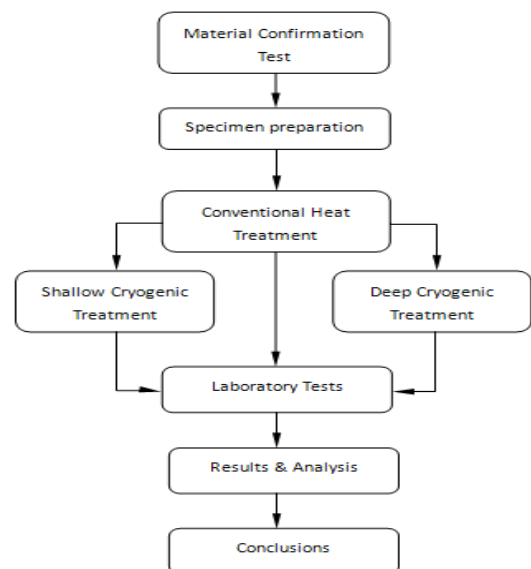 Material Confirmation
Test
Specimen preparation
Conventional Heat
Treatment
Shallow Cryogenic
Treatment
Deep Cryogenic
Treatment
Laboratory Tests
Results & Analysis
Conclusions